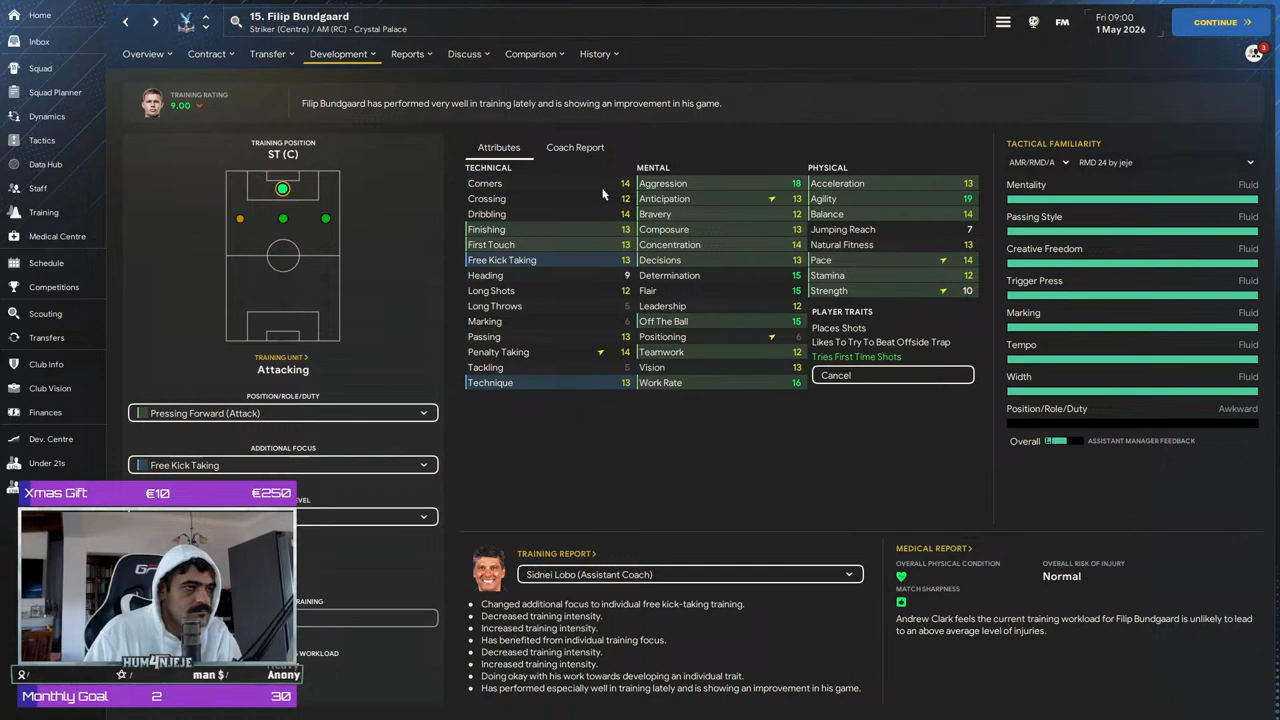 Home
15. Filip Bundgaard
Striker (Centre) / AM (RC) - Crystal Palace
FM
Fri 09:00
1 May 2026
CONTINUE
3
Inbox
Squad
Squad Planner
Dynamics
Tactics
Data Hub
Staff
Training
Medical Centre
Schedule
Competitions
Scouting
Transfers
Club Info
Club Vision
Finances
Dev. Centre
Under 21s
Overview
Contract
Transfer
Development
Reports
Discuss
Comparison
History
TRAINING RATING
9.00
Filip Bundgaard has performed very well in training lately and is showing an improvement in his game.
TRAINING POSITION
ST (C)
TRAINING UNIT
Attacking
POSITION/ROLE/DUTY
Pressing Forward (Attack)
ADDITIONAL FOCUS
Free Kick Taking
Attributes
Coach Report
TECHNICAL
Corners 14
Crossing 12
Dribbling 14
Finishing 13
First Touch 13
Free Kick Taking 13
Heading 9
Long Shots 12
Long Throws 5
Marking 6
Passing 13
Penalty Taking 14
Tackling 5
Technique 13
MENTAL
Aggression 18
Anticipation 13
Bravery 12
Composure 13
Concentration 14
Decisions 13
Determination 15
Flair 15
Leadership 12
Off The Ball 15
Positioning 6
Teamwork 12
Vision 13
Work Rate 16
PHYSICAL
Acceleration 13
Agility 19
Balance 14
Jumping Reach 7
Natural Fitness 13
Pace 14
Stamina 12
Strength 10
PLAYER TRAITS
Places Shots
Likes To Try To Beat Offside Trap
Tries First Time Shots
Cancel
TACTICAL FAMILIARITY
AMR/RMD/A
RMD 24 by jeje
Mentality Fluid
Passing Style Fluid
Creative Freedom Fluid
Trigger Press Fluid
Marking Fluid
Tempo Fluid
Width Fluid
Position/Role/Duty Awkward
Overall
ASSISTANT MANAGER FEEDBACK
TRAINING REPORT
Sidnei Lobo (Assistant Coach)
• Changed additional focus to individual free kick-taking training.
• Decreased training intensity.
• Increased training intensity.
• Has benefited from individual training focus.
• Decreased training intensity.
• Increased training intensity.
• Doing okay with his work towards developing an individual trait.
• Has performed especially well in training lately and is showing an improvement in his game.
MEDICAL REPORT
OVERALL PHYSICAL CONDITION
OVERALL RISK OF INJURY
Normal
MATCH SHARPNESS
Andrew Clark feels the current training workload for Filip Bundgaard is unlikely to
lead to an above average level of injuries.
Xmas Gift €10 €250
RAINING
G WORKLOAD
HUM4NJEJE
man $/
Anony
Monthly Goal 2 30